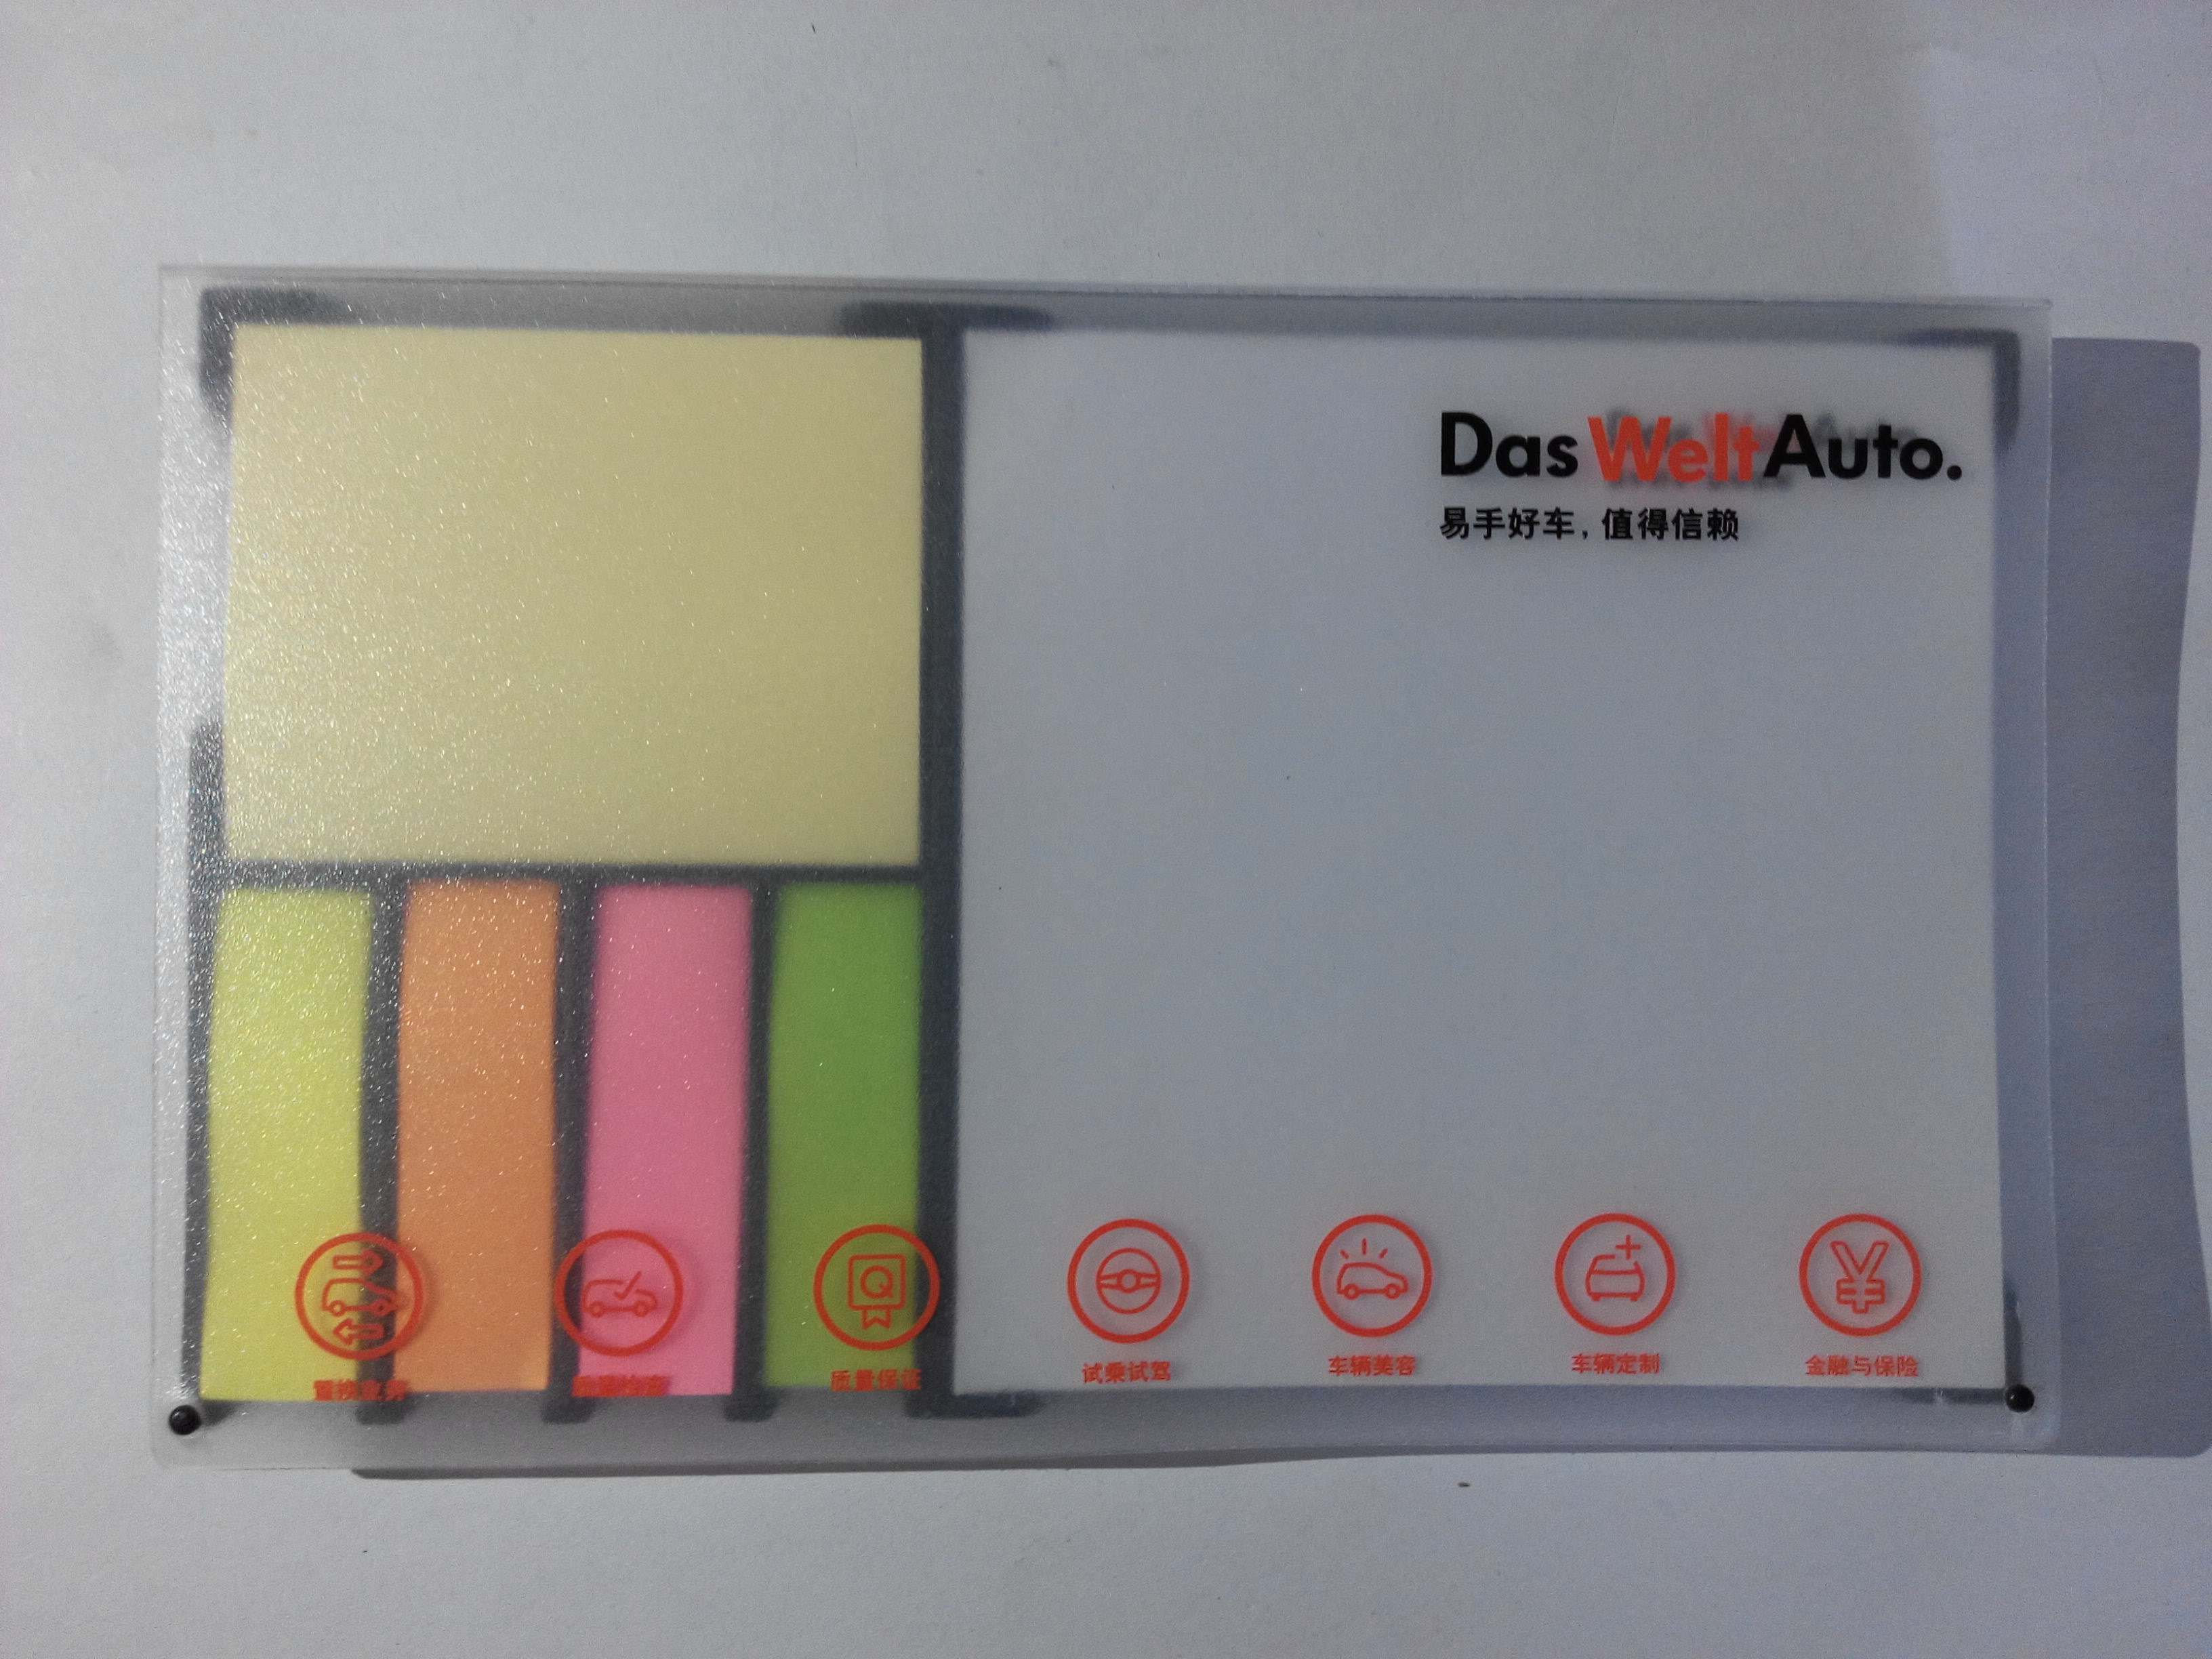 Das WeltAuto.
易手好车，值得信赖
质量保证
试乘试驾
车辆美容
车辆定制
金融与保险